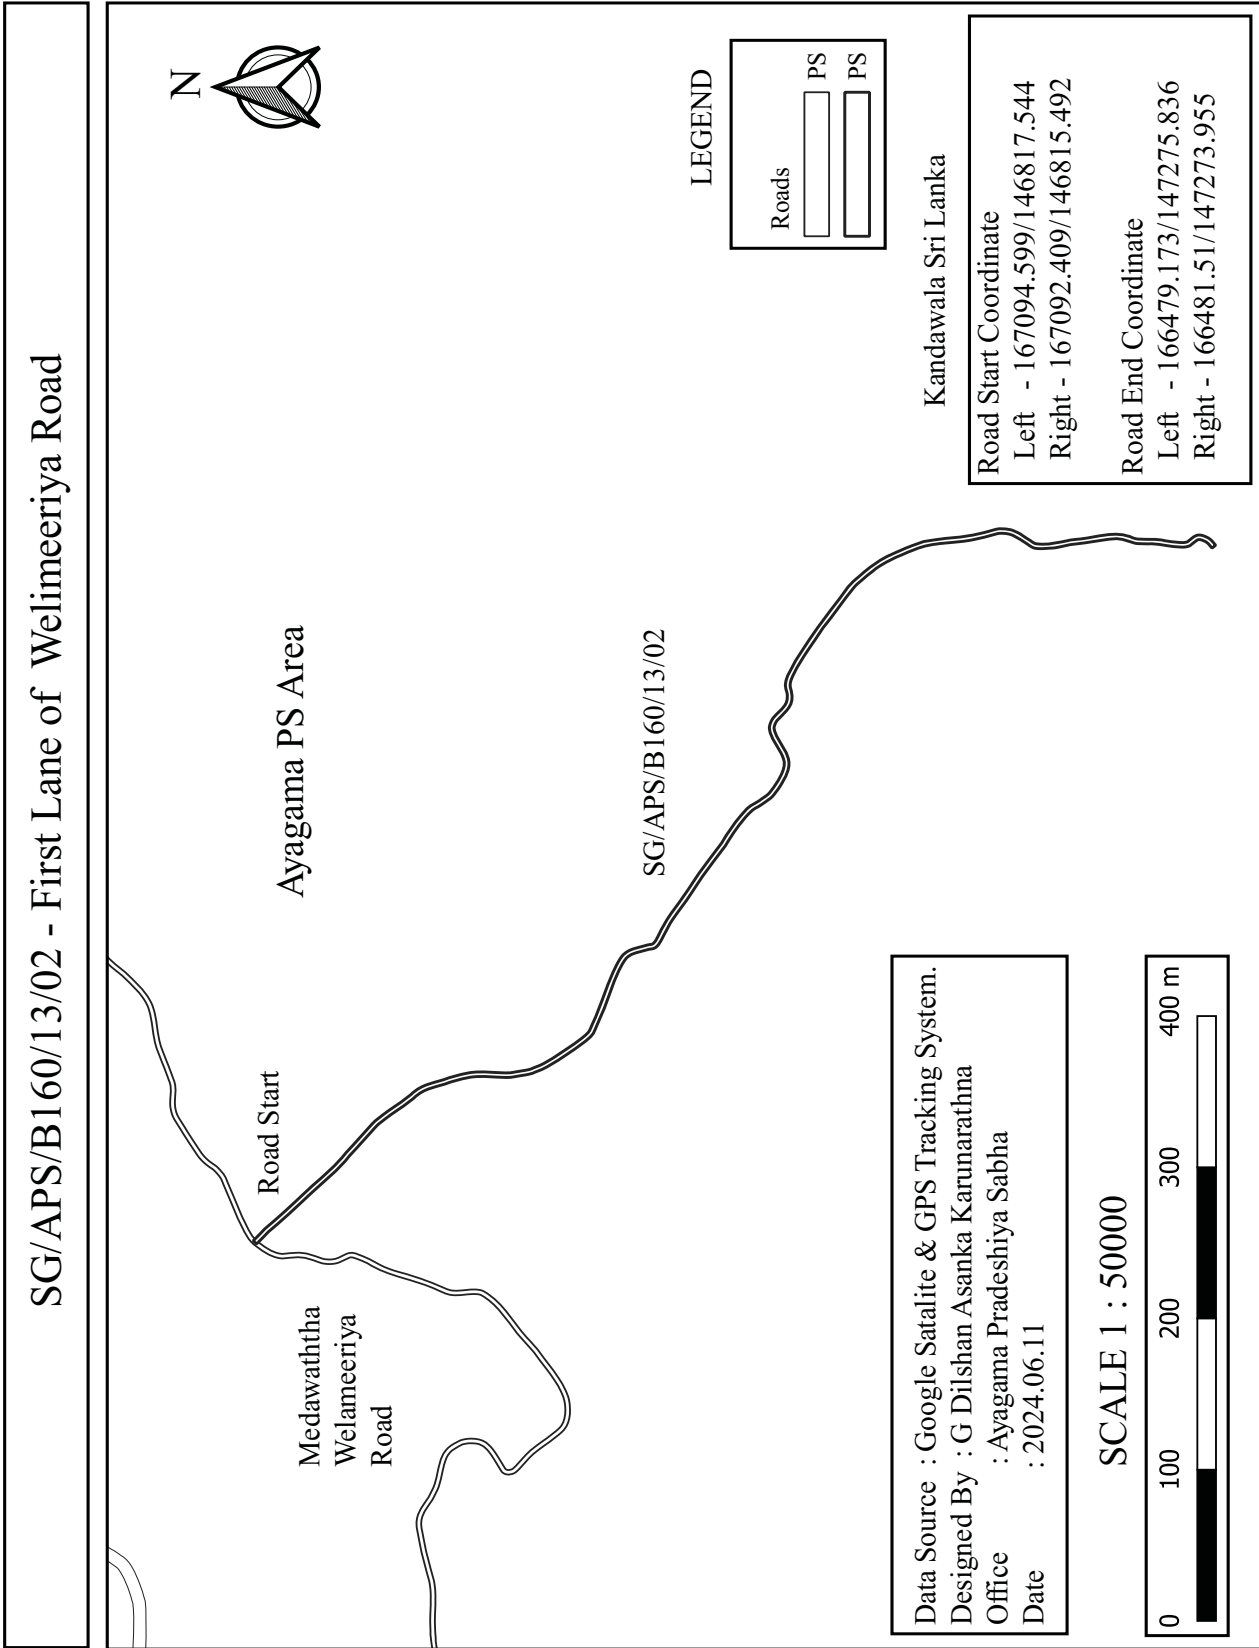 SG/APS/B160/13/02 - First Lane of Welimeeriya Road
N
Ayagama PS Area
Road Start
Medawaththa
Welameeriya
Road
SG/APS/B160/13/02
LEGEND
Roads
PS
PS
Kandawala Sri Lanka
Road Start Coordinate
Left - 167094.599/146817.544
Right - 167092.409/146815.492
Road End Coordinate
Left - 166479.173/147275.836
Right - 166481.51/147273.955
Data Source : Google Satalite & GPS Tracking System.
Designed By : G Dilshan Asanka Karunarathna
Office : Ayagama Pradeshiya Sabha
Date : 2024.06.11
SCALE 1 : 50000
0 100 200 300 400 m